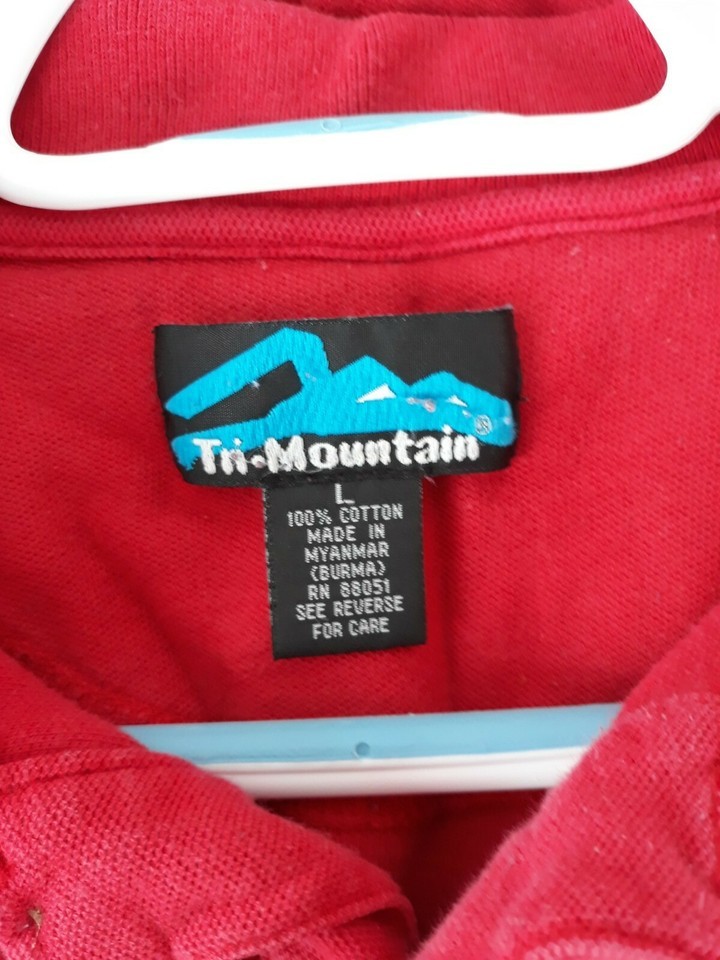 Tri-Mountain®
L
100% COTTON
MADE IN
MYANMAR
(BURMA)
RN 88051
SEE REVERSE
FOR CARE